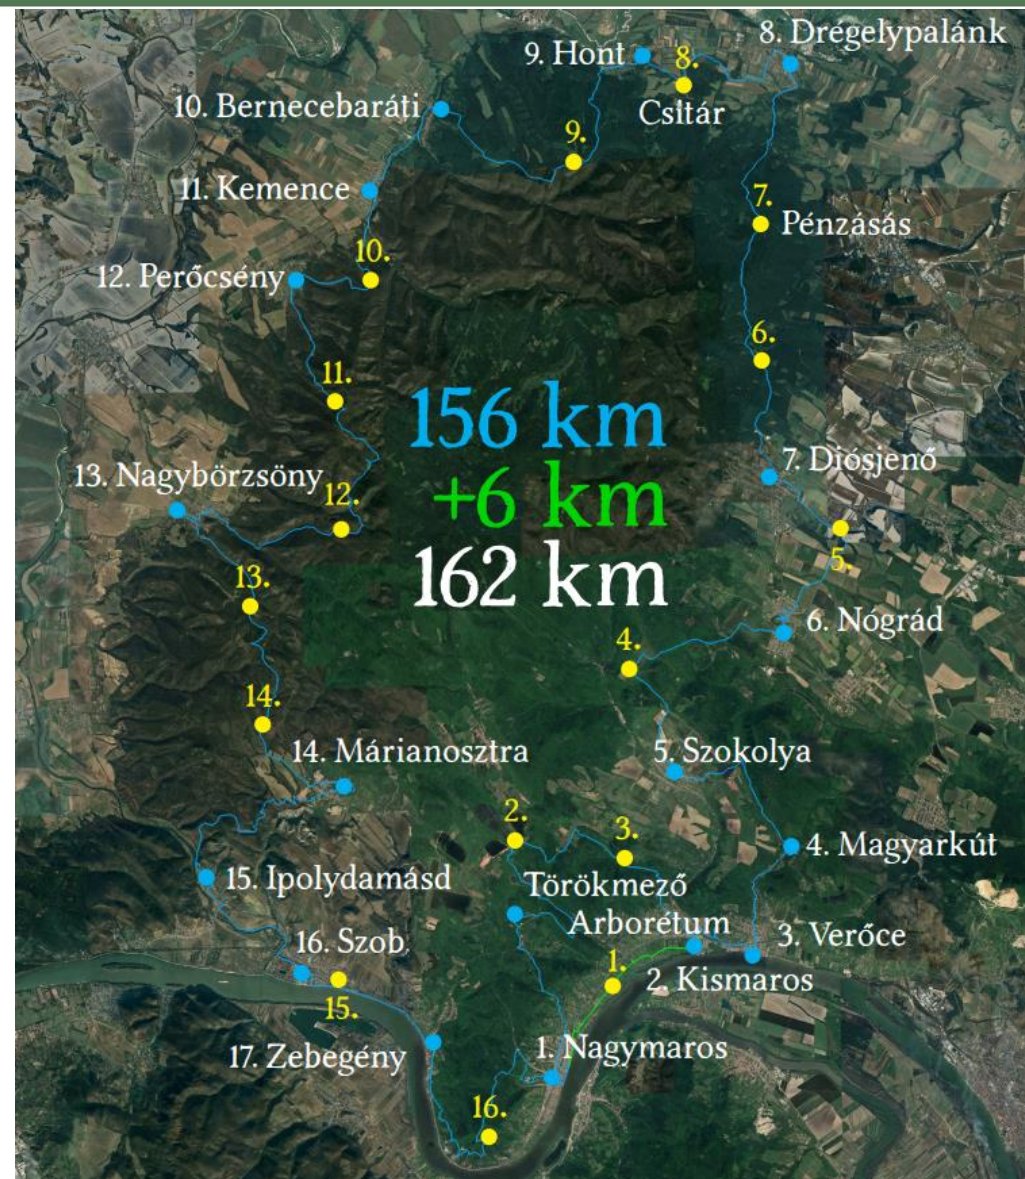 8. Drégelypalánk
9. Hont
8.
Csitár
10. Bernecebaráti
9.
11. Kemence
7.
Pénzásás
10.
12. Perőcsény
6.
11.
156 km
+6 km
162 km
7. Diósjenő
13. Nagybörzsöny
12.
5.
13.
6. Nógrád
4.
14.
14. Márianosztra
5. Szokolya
2.
3.
4. Magyarkút
15. Ipolydamásd
Törökmező
Arborétum
3. Verőce
16. Szob
1.
2. Kismaros
15.
17. Zebegény
1. Nagymaros
16.